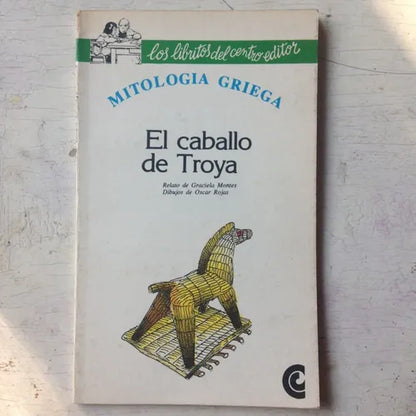 los libritos del centro editor
MITOLOGIA GRIEGA
El caballo
de Troya
Relato de Graciela Montes
Dibujos de Oscar Rojas